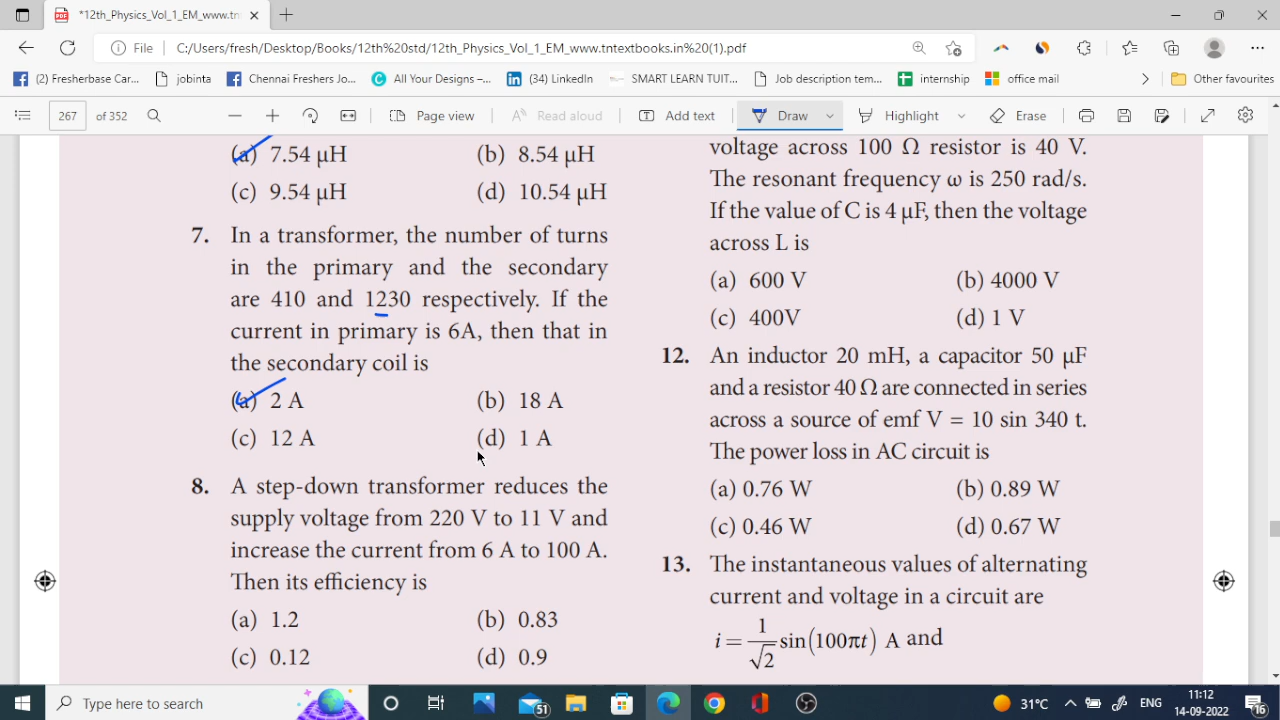 *12th_Physics_Vol_1_EM_www.tn
File C:/Users/fresh/Desktop/Books/12th%20std/12th_Physics_Vol_1_EM_www.tntextbooks.in%20(1).pdf
(2) Fresherbase Car... jobinta Chennai Freshers Jo... All Your Designs –... (34) LinkedIn SMART LEARN TUIT... Job description tem... internship office mail Other favourites
267 of 352 Page view Read aloud Add text Draw Highlight Erase
(a) 7.54 μH (b) 8.54 μH
(c) 9.54 μH (d) 10.54 μH
7. In a transformer, the number of turns
in the primary and the secondary
are 410 and 1230 respectively. If the
current in primary is 6A, then that in
the secondary coil is
(a) 2 A (b) 18 A
(c) 12 A (d) 1 A
8. A step-down transformer reduces the
supply voltage from 220 V to 11 V and
increase the current from 6 A to 100 A.
Then its efficiency is
(a) 1.2 (b) 0.83
(c) 0.12 (d) 0.9
voltage across 100 Ω resistor is 40 V.
The resonant frequency ω is 250 rad/s.
If the value of C is 4 μF, then the voltage
across L is
(a) 600 V (b) 4000 V
(c) 400V (d) 1 V
12. An inductor 20 mH, a capacitor 50 μF
and a resistor 40 Ω are connected in series
across a source of emf V = 10 sin 340 t.
The power loss in AC circuit is
(a) 0.76 W (b) 0.89 W
(c) 0.46 W (d) 0.67 W
13. The instantaneous values of alternating
current and voltage in a circuit are
i = 1/√2 sin(100πt) A and
Type here to search 51 31°C ENG 11:12
14-09-2022 16